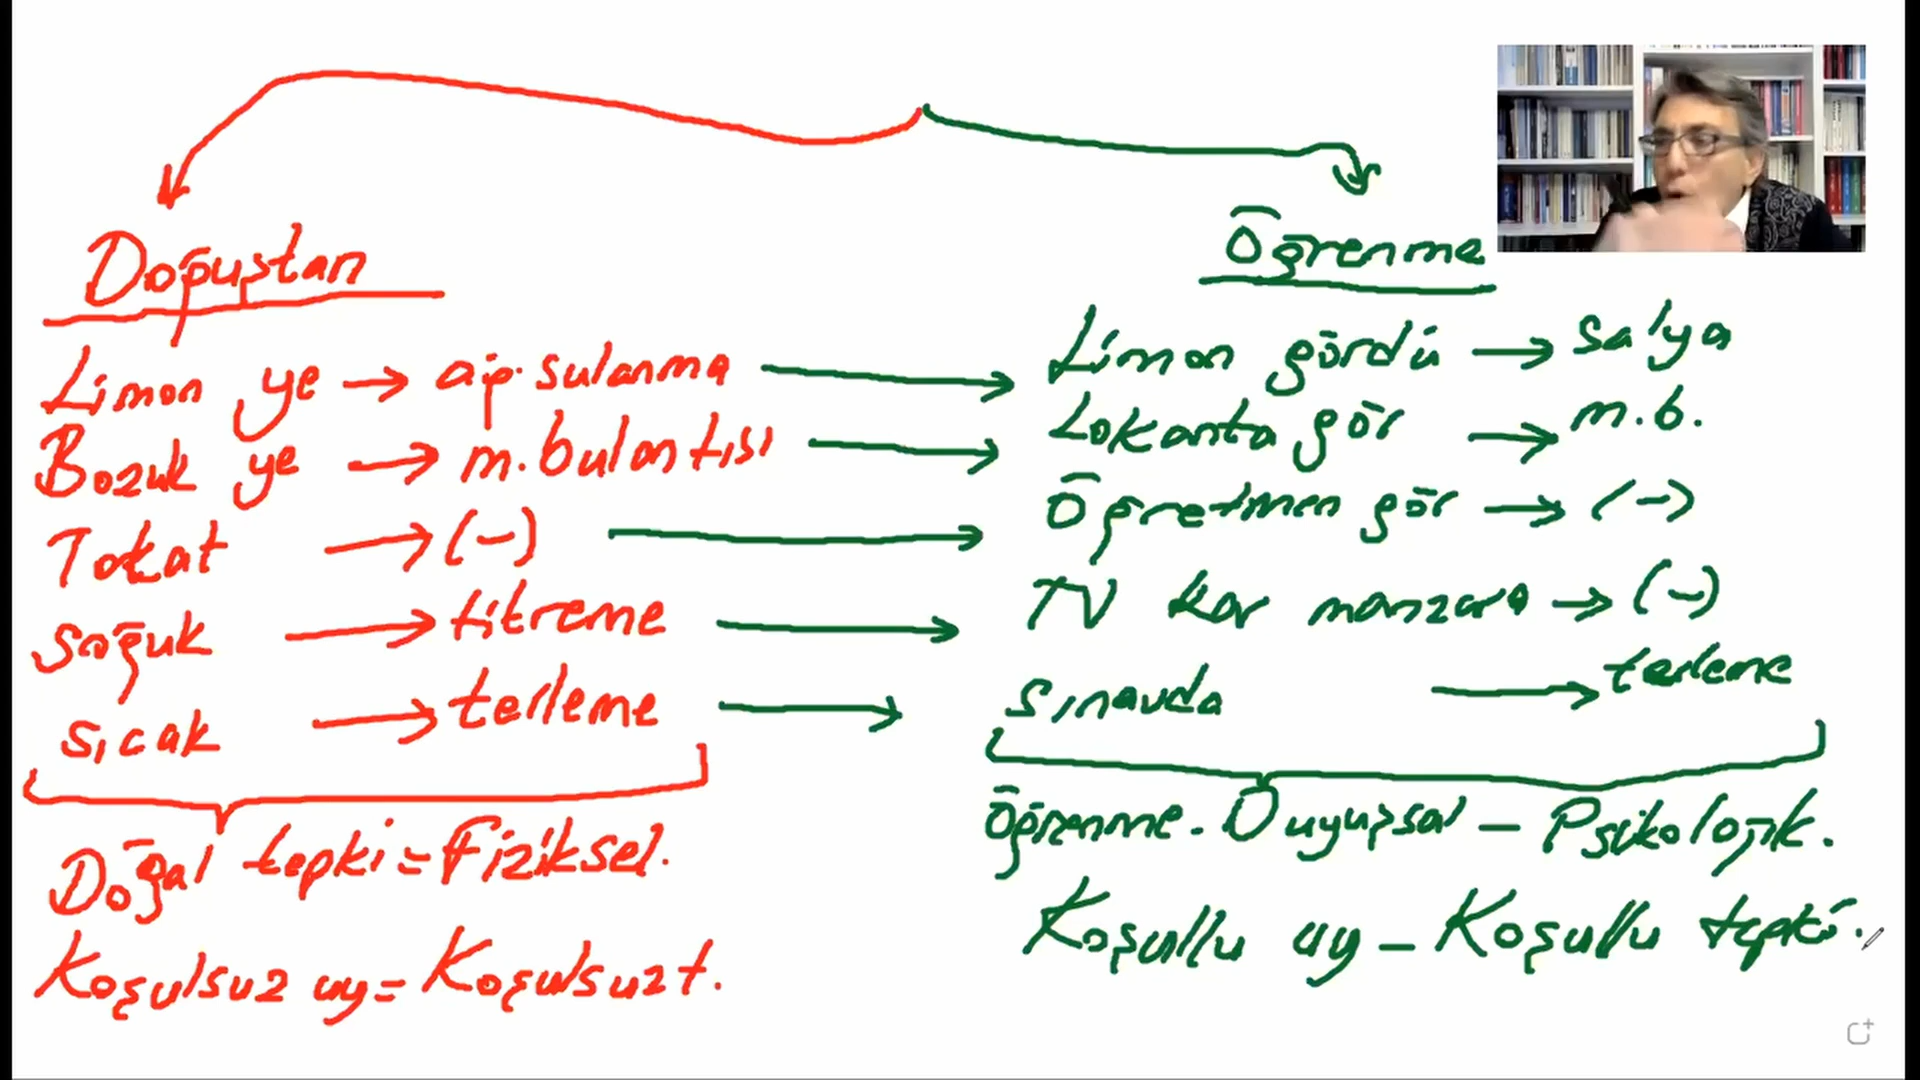 Doğuştan
Limon ye → ağ. sulanma
Bozuk ye → m. bulantısı
Tokat → (-)
soğuk → titreme
sıcak → terleme
Doğal tepki = Fiziksel.
Koşulsuz uy = Koşulsuz t.
Öğrenme
Limon gördü → Salya
Lokanta gör → m.b.
Öğretmen gör → (-)
TV kar manzara → (-)
Sınavda → terleme
Öğrenme. Duyuşsal - Psikolojik.
Koşullu uy - Koşullu tepki.